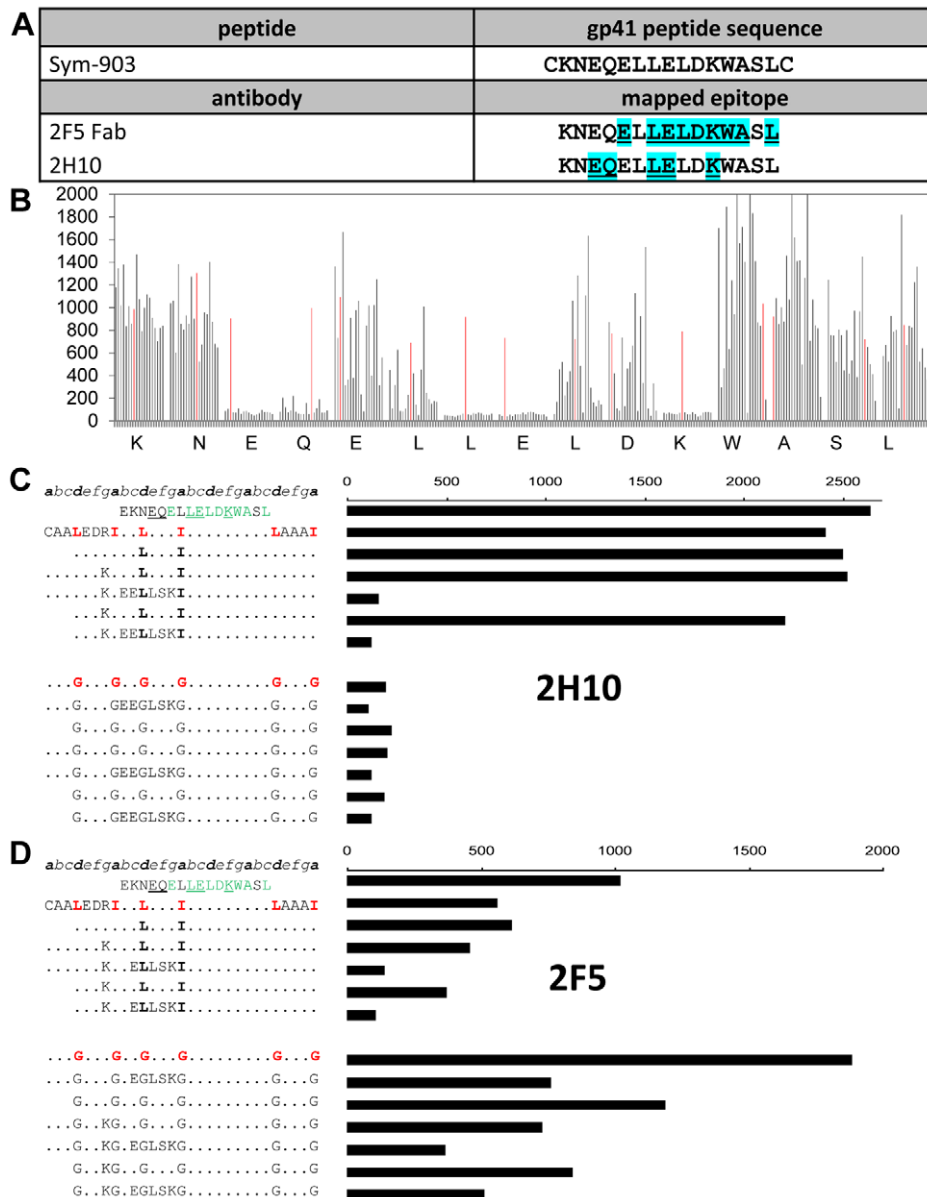 A
peptide	gp41 peptide sequence
Sym-903	CKNEQELLELDKWASLC
antibody	mapped epitope
2F5 Fab	KNEQELLELDKWASL
2H10	KNEQELLELDKWASL
B
2000
1800
1600
1400
1200
1000
800
600
400
200
0
K N E Q E L L E L D K W A S L
C
0 500 1000 1500 2000 2500
abcdefgabcdefgabcdefgabcdefga
EKNEQELLELDKWASL
CAALEDRI..L...I.........LAAAI
.......L...I..............
......K...L...I..............
......K.EELLSKI..............
...K...L...I..............
...K.EELLSKI..............
2H10
...G...G..G...G.........G...G
...G...GEEGLSKG.........G...G
G...G..G...G.........G...G
...G...G..G...G.........G...G
...G...GEEGLSKG.........G...G
G...G..G...G.........G...G
G...GEEGLSKG.........G...G
D
0 500 1000 1500 2000
abcdefgabcdefgabcdefgabcdefga
EKNEQELLELDKWASL
CAALEDRI..L...I.........LAAAI
.......L...I..............
......K...L...I..............
......K..ELLSKI..............
...K...L...I..............
...K..ELLSKI..............
2F5
...G...G..G...G.........G...G
...G...G.EGLSKG.........G...G
G...G..G...G.........G...G
...G..KG..G...G.........G...G
...G..KG.EGLSKG.........G...G
G..KG..G...G.........G...G
G..KG.EGLSKG.........G...G